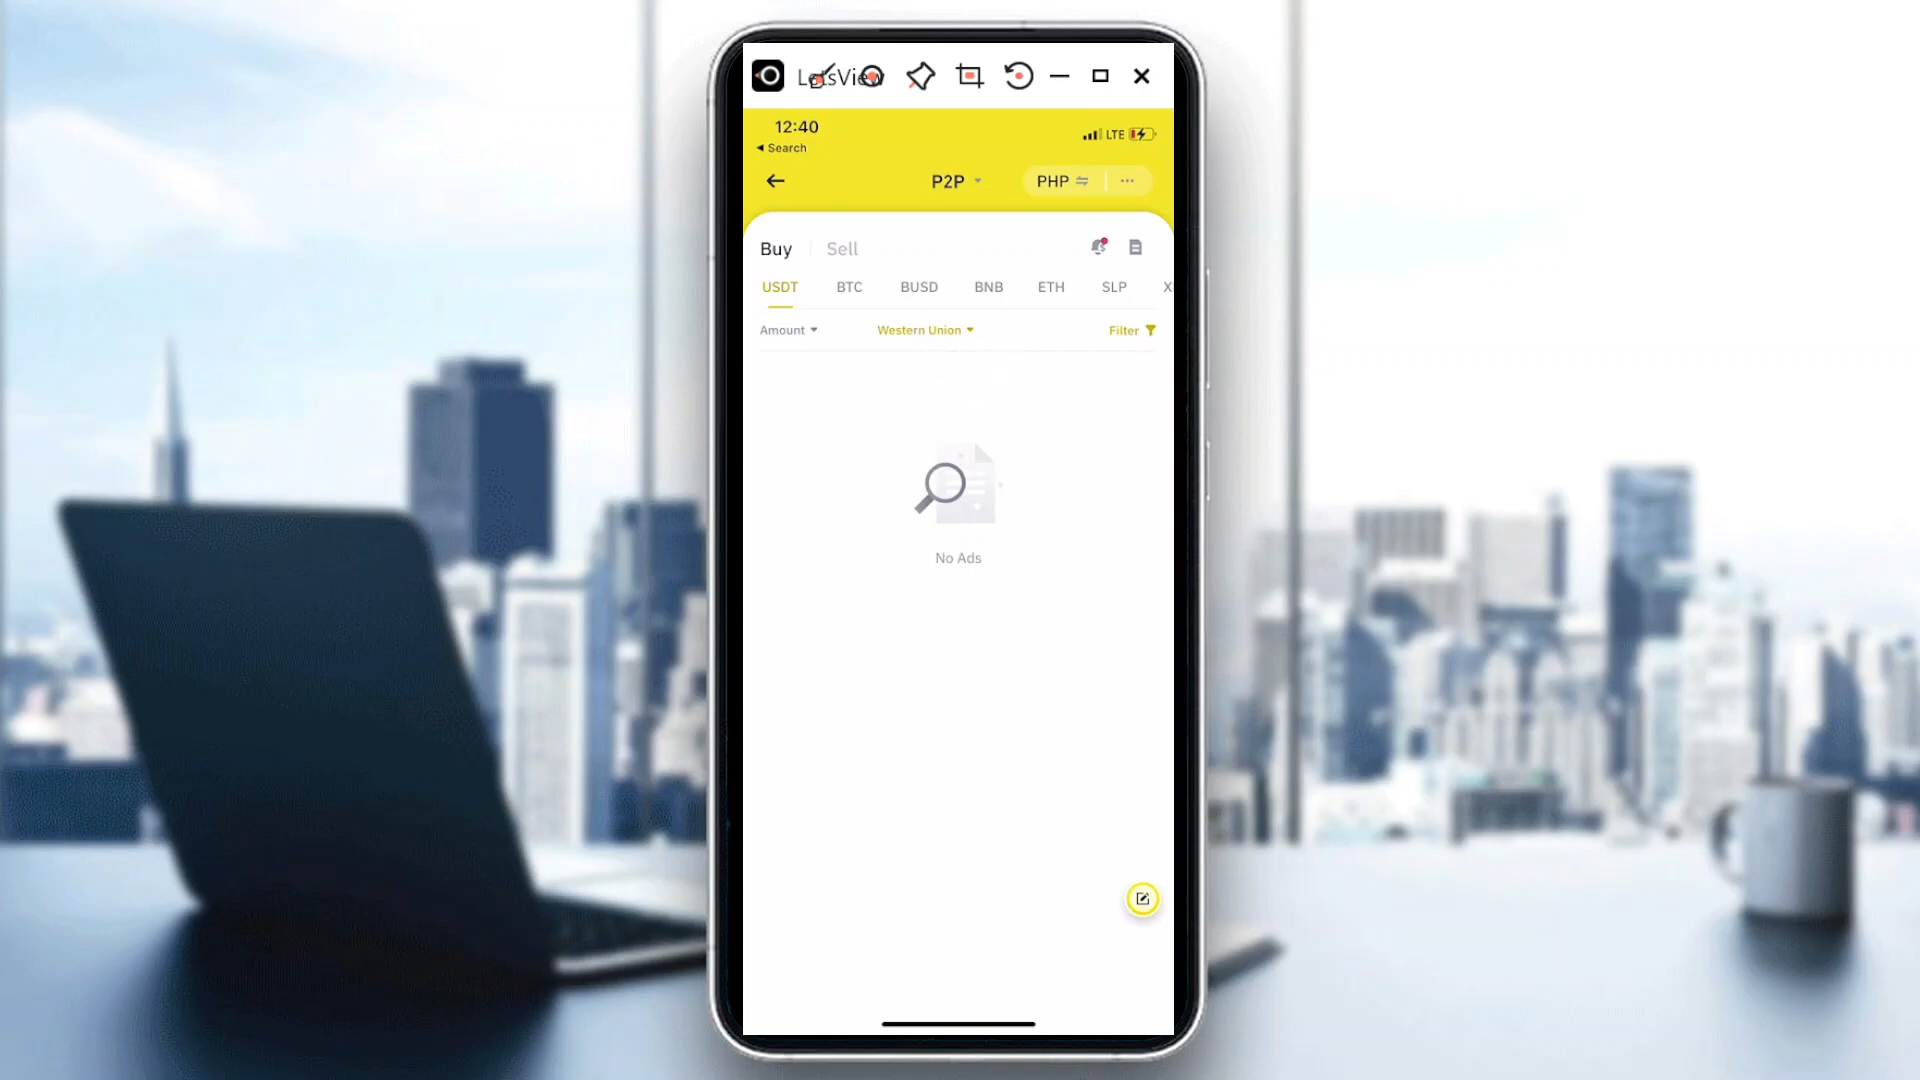 LetsView
12:40
LTE
Search
P2P
PHP
Buy
Sell
USDT BTC BUSD BNB ETH SLP X
Amount
Western Union
Filter
No Ads